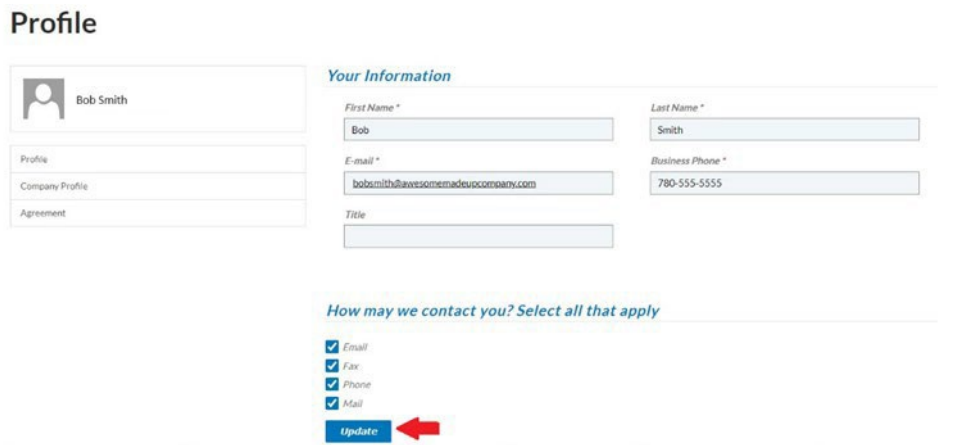 Profile
Bob Smith
Profile
Company Profile
Agreement
Your Information
First Name * Last Name *
Bob Smith
E-mail * Business Phone *
bobsmith@awesomemadeupcompany.com 780-555-5555
Title
How may we contact you? Select all that apply
Email
Fax
Phone
Mail
Update